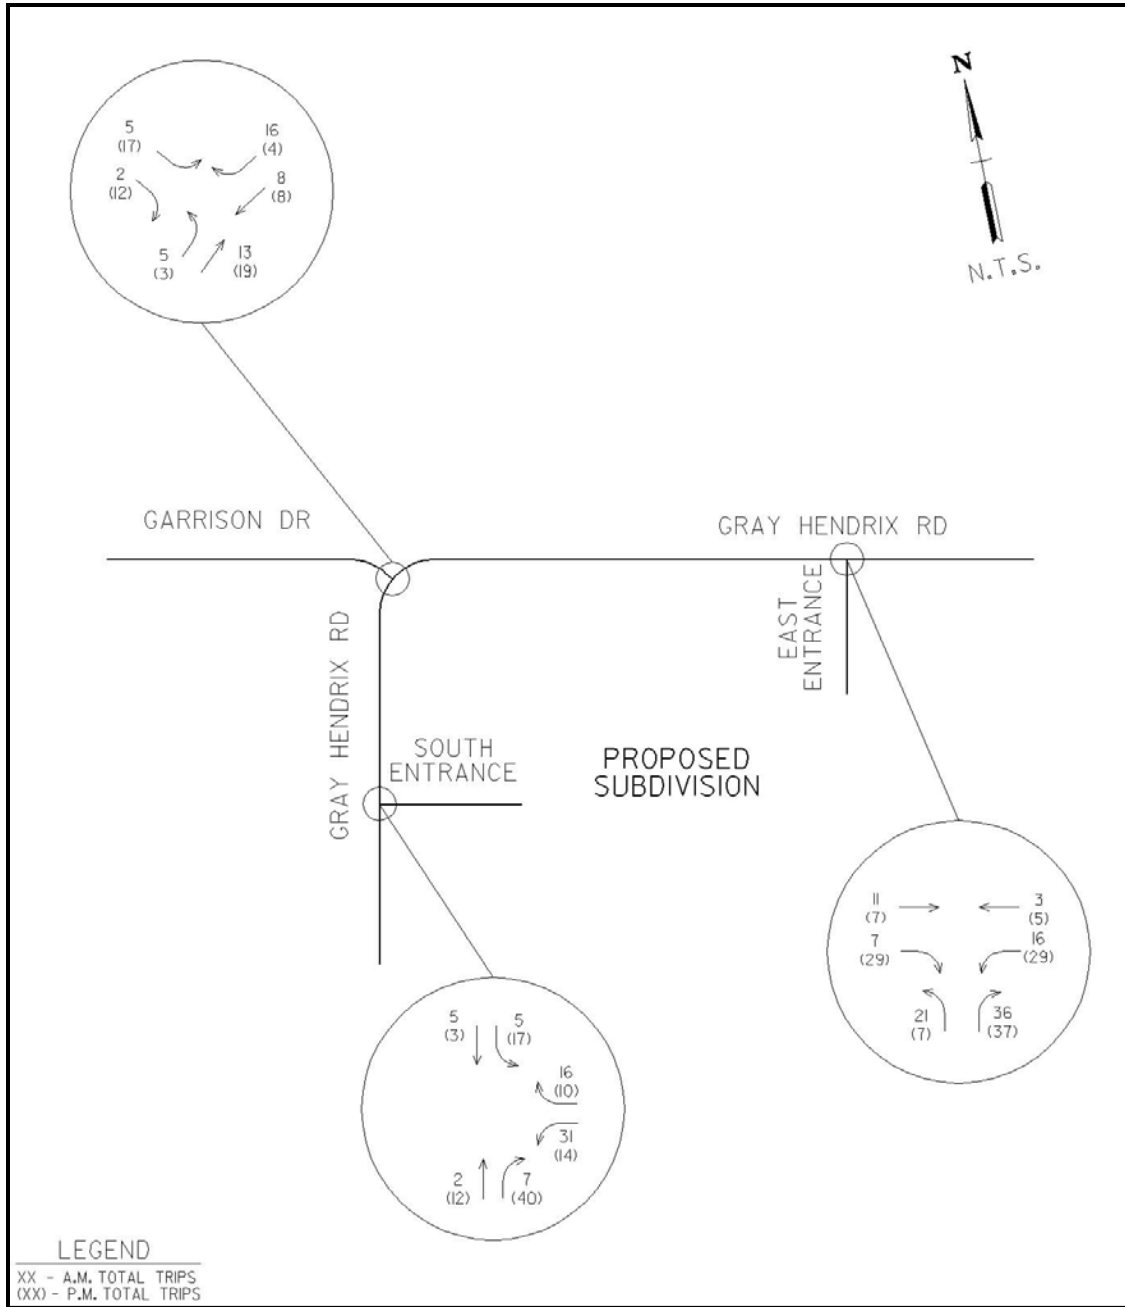 N
N.T.S.
5
(17)
16
(4)
2
(12)
8
(8)
5
(3)
13
(19)
GARRISON DR
GRAY HENDRIX RD
EAST
ENTRANCE
GRAY HENDRIX RD
SOUTH
ENTRANCE
PROPOSED
SUBDIVISION
11
(7)
3
(5)
7
(29)
16
(29)
21
(7)
36
(37)
5
(3)
5
(17)
16
(10)
31
(14)
2
(12)
7
(40)
LEGEND
XX - A.M. TOTAL TRIPS
(XX) - P.M. TOTAL TRIPS